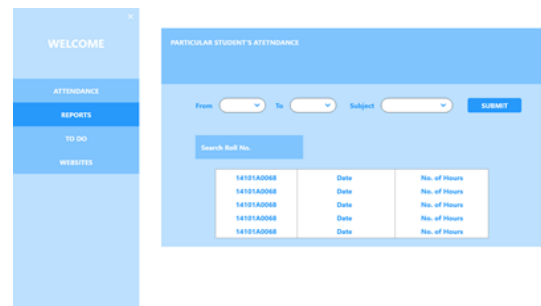 ×
WELCOME
ATTENDANCE
REPORTS
TO DO
WEBSITES
PARTICULAR STUDENT'S ATETNDANCE
From To Subject SUBMIT
Search Roll No.
14101A0068 Date No. of Hours
14101A0068 Date No. of Hours
14101A0068 Date No. of Hours
14101A0068 Date No. of Hours
14101A0068 Date No. of Hours